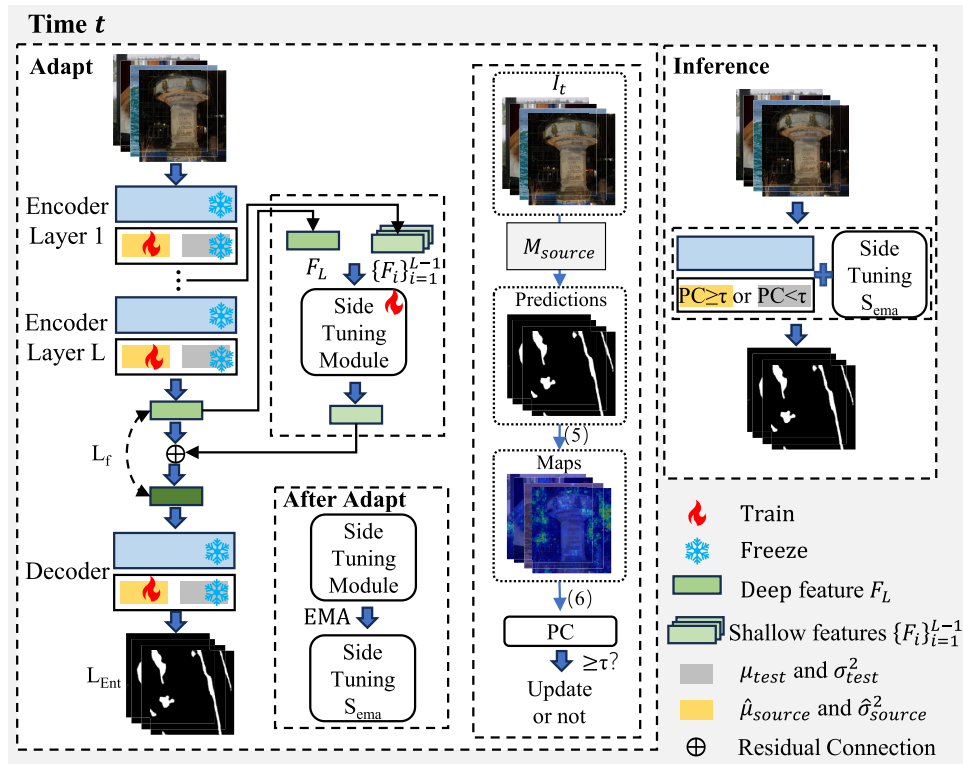 Time t
Adapt
Encoder
Layer 1
Encoder
Layer L
L_f
Decoder
L_Ent
F_L
{F_i}_{i=1}^{L-1}
Side
Tuning
Module
After Adapt
Side
Tuning
Module
EMA
Side
Tuning
S_ema
I_t
M_source
Predictions
(5)
Maps
(6)
PC
≥τ?
Update
or not
Inference
PC≥τ or PC<τ
Side
Tuning
S_ema
Train
Freeze
Deep feature F_L
Shallow features {F_i}_{i=1}^{L-1}
μ_test and σ²_test
μ̂_source and σ̂²_source
Residual Connection